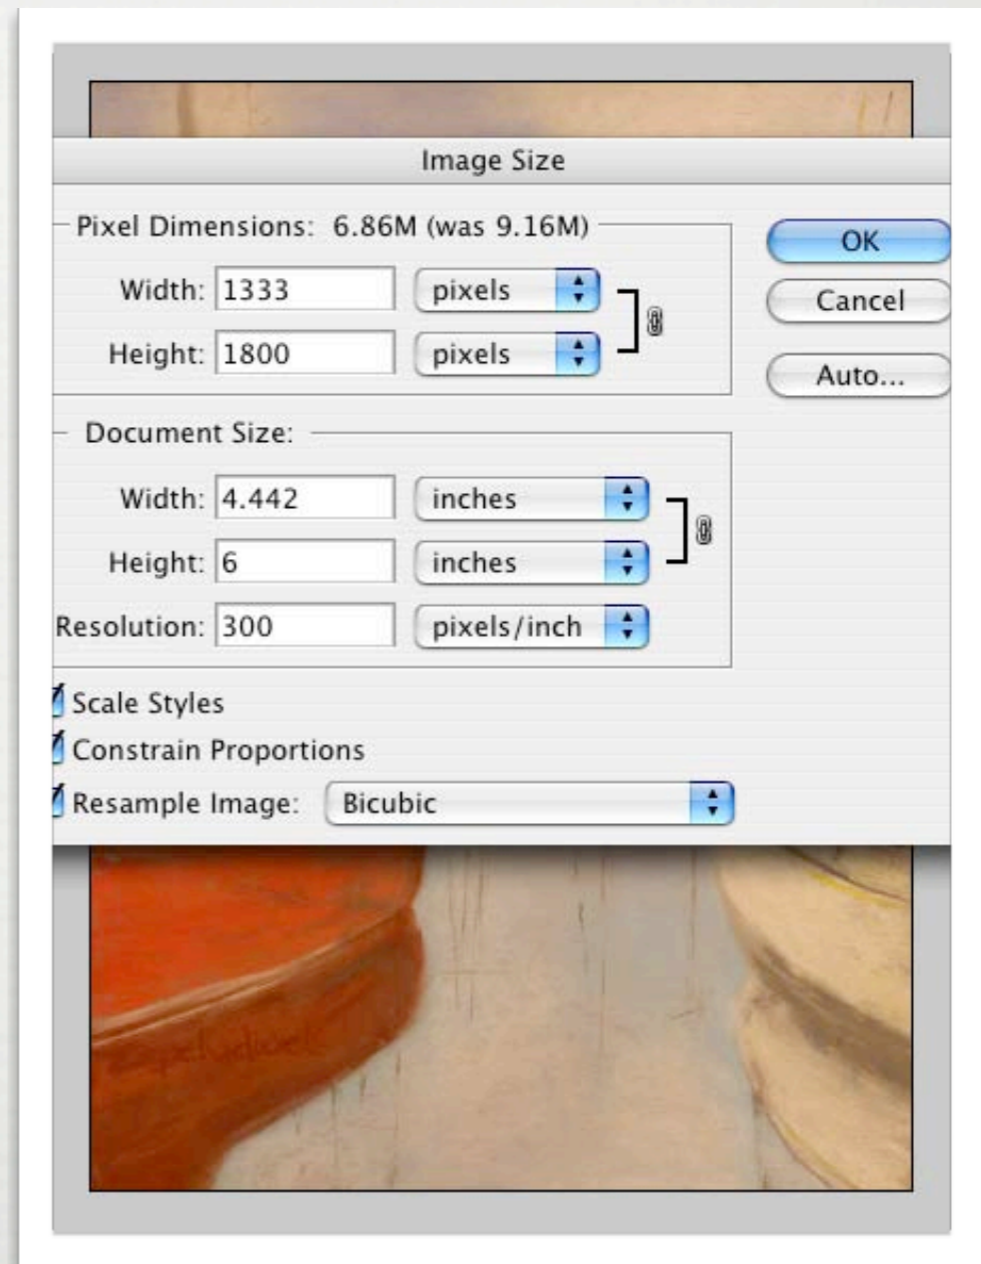 Image Size
Pixel Dimensions: 6.86M (was 9.16M)
OK
Width: 1333 pixels
Cancel
Height: 1800 pixels
Auto...
Document Size:
Width: 4.442 inches
Height: 6 inches
Resolution: 300 pixels/inch
Scale Styles
Constrain Proportions
Resample Image: Bicubic